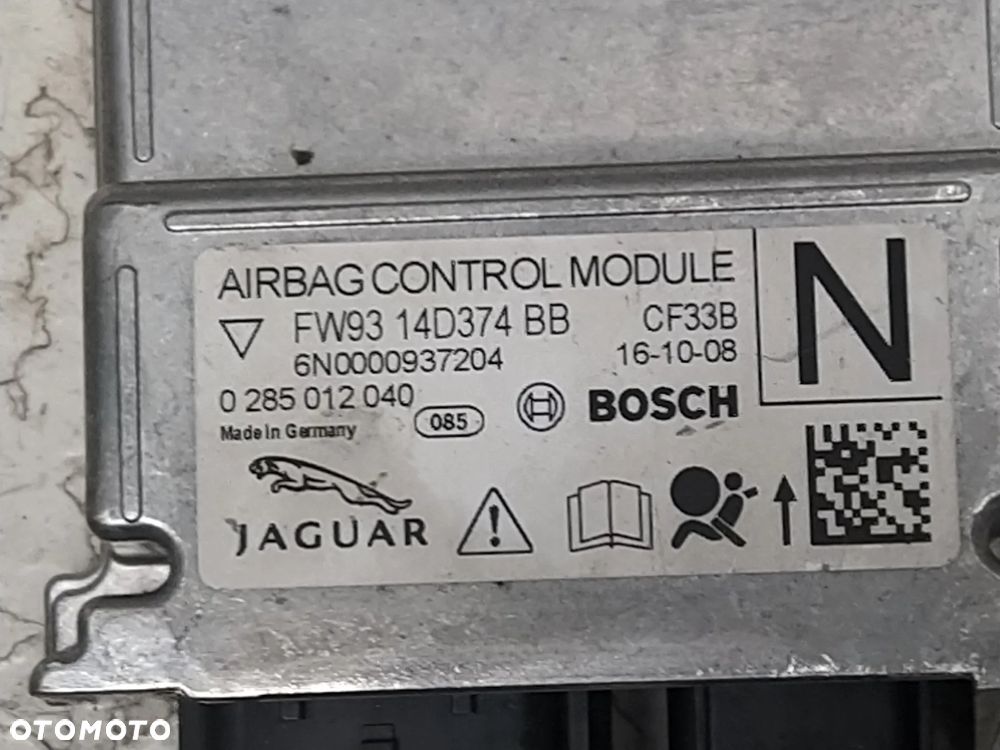 AIRBAG CONTROL MODULE
N
FW93 14D374 BB CF33B
6N0000937204 16-10-08
0 285 012 040 085 BOSCH
Made in Germany
JAGUAR
OTOMOTO